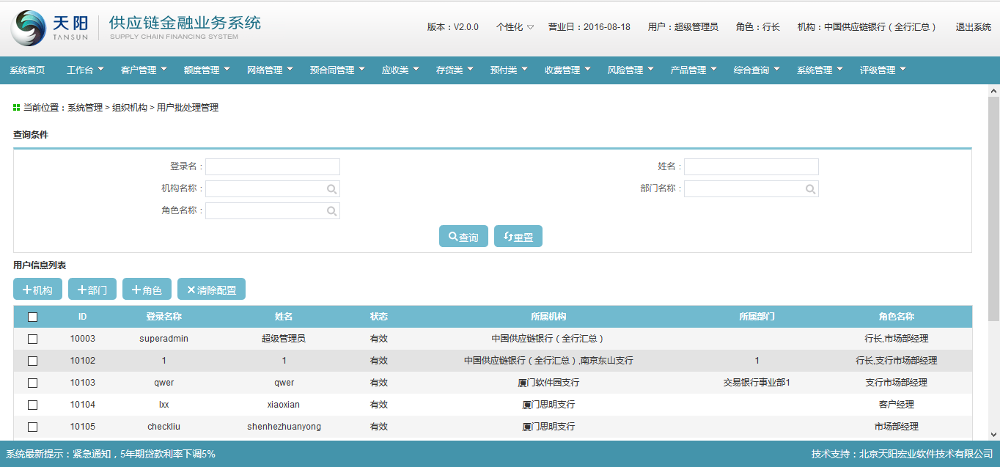 天阳 TANSUN 供应链金融业务系统 SUPPLY CHAIN FINANCING SYSTEM
版本：V2.0.0 个性化 营业日：2016-08-18 用户：超级管理员 角色：行长 机构：中国供应链银行（全行汇总） 退出系统
系统首页 工作台 客户管理 额度管理 网络管理 预合同管理 应收类 存货类 预付类 收费管理 风险管理 产品管理 综合查询 系统管理 评级管理
当前位置：系统管理 > 组织机构 > 用户批处理管理
查询条件
登录名： 姓名：
机构名称： 部门名称：
角色名称：
查询 重置
用户信息列表
机构 部门 角色 清除配置
ID 登录名称 姓名 状态 所属机构 所属部门 角色名称
10003 superadmin 超级管理员 有效 中国供应链银行（全行汇总） 行长,市场部经理
10102 1 1 有效 中国供应链银行（全行汇总）,南京东山支行 1 行长,支行市场部经理
10103 qwer qwer 有效 厦门软件园支行 交易银行事业部1 支行市场部经理
10104 lxx xiaoxian 有效 厦门思明支行 客户经理
10105 checkliu shenhezhuanyong 有效 厦门思明支行 市场部经理
系统最新提示：紧急通知，5年期贷款利率下调5% 技术支持：北京天阳宏业软件技术有限公司